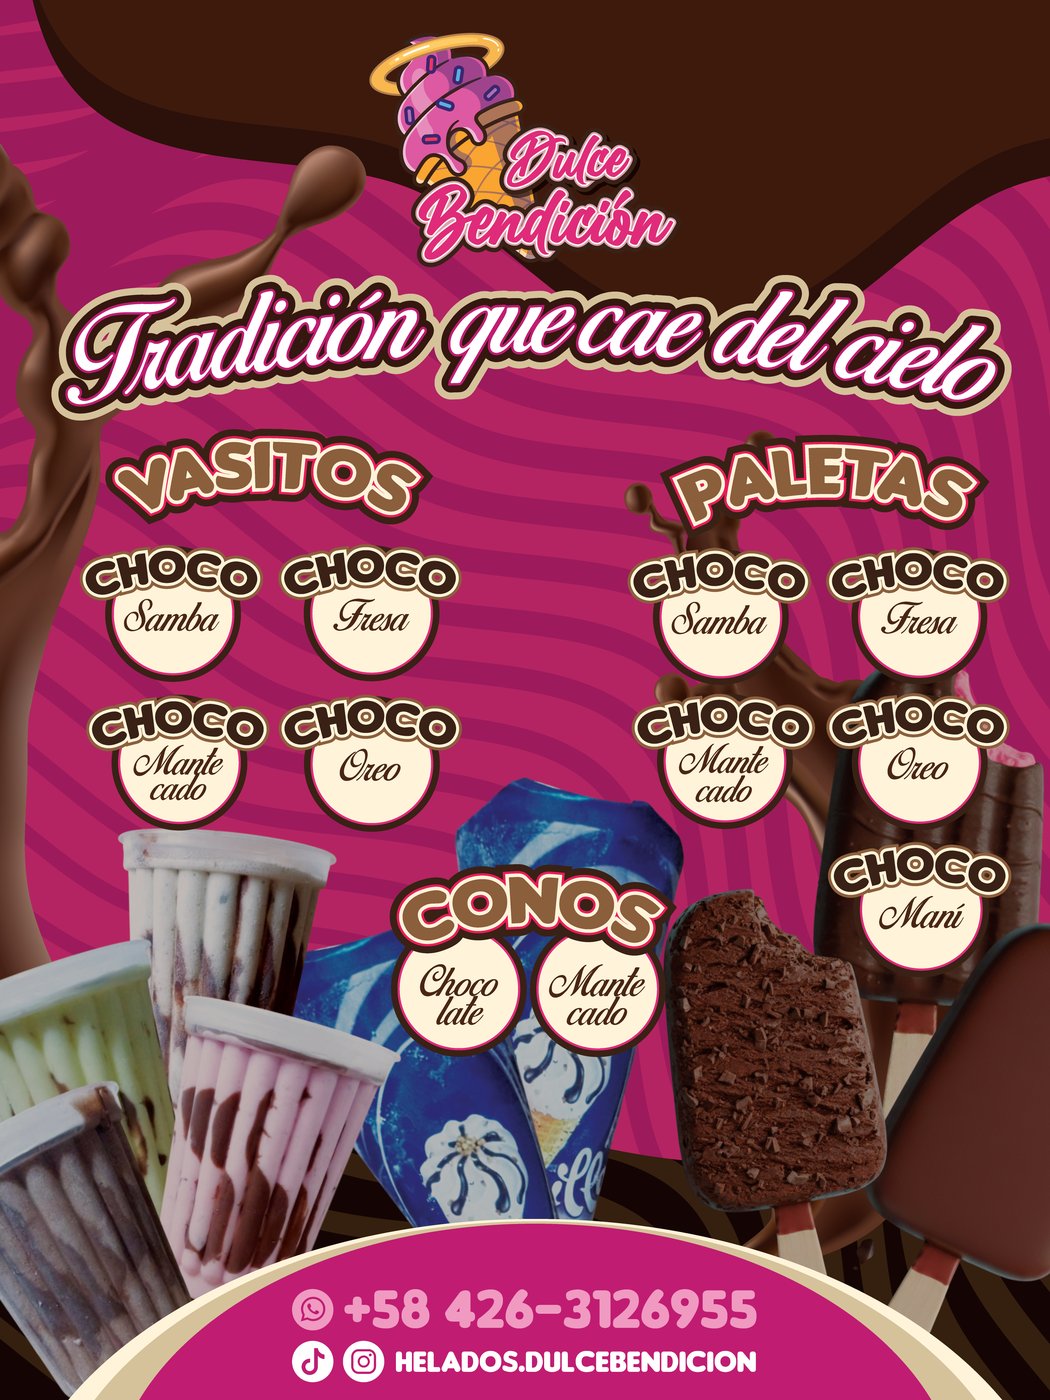 Dulce
Bendición
Tradición que cae del cielo
VASITOS
CHOCO
Samba
CHOCO
Fresa
CHOCO
Mante
cado
CHOCO
Oreo
PALETAS
CHOCO
Samba
CHOCO
Fresa
CHOCO
Mante
cado
CHOCO
Oreo
CHOCO
Maní
CONOS
Choco
late
Mante
cado
+58 426-3126955
HELADOS.DULCEBENDICION